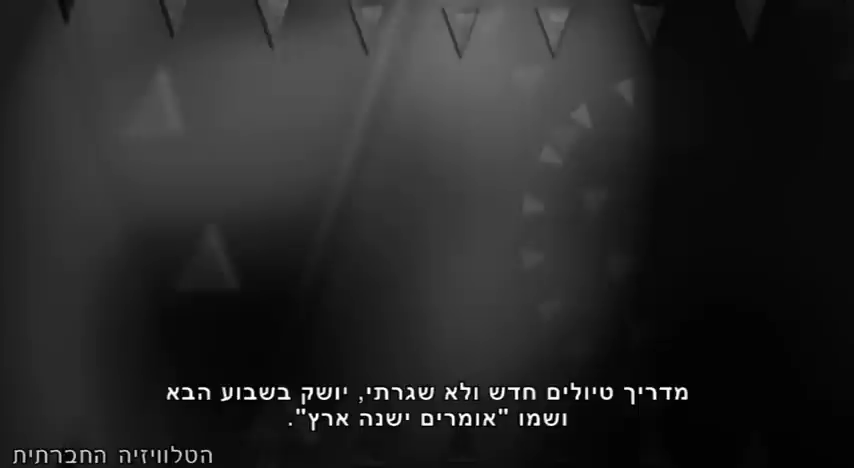 מדריך טיולים חדש ולא שגרתי, יושק בשבוע הבא
ושמו "אומרים ישנה ארץ".
הטלוויזיה החברתית